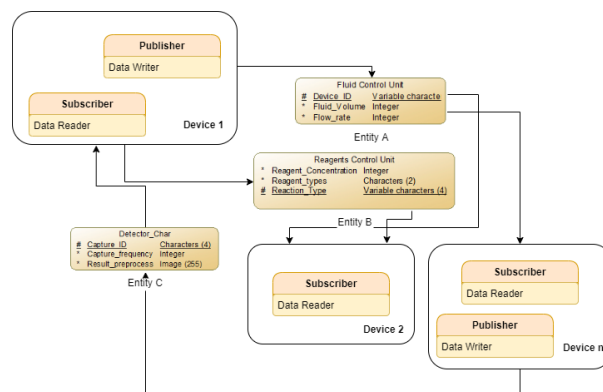 Publisher
Data Writer
Subscriber
Data Reader
Device 1
Fluid Control Unit
# Device_ID Variable characte
* Fluid_Volume Integer
* Flow_rate Integer
Entity A
Reagents Control Unit
* Reagent_Concentration Integer
* Reagent_types Characters (2)
# Reaction_Type Variable characters (4)
Entity B
Detector_Char
# Capture_ID Characters (4)
* Capture_frequency Integer
* Result_preprocess Image (255)
Entity C
Subscriber
Data Reader
Device 2
Subscriber
Data Reader
Publisher
Data Writer
Device n